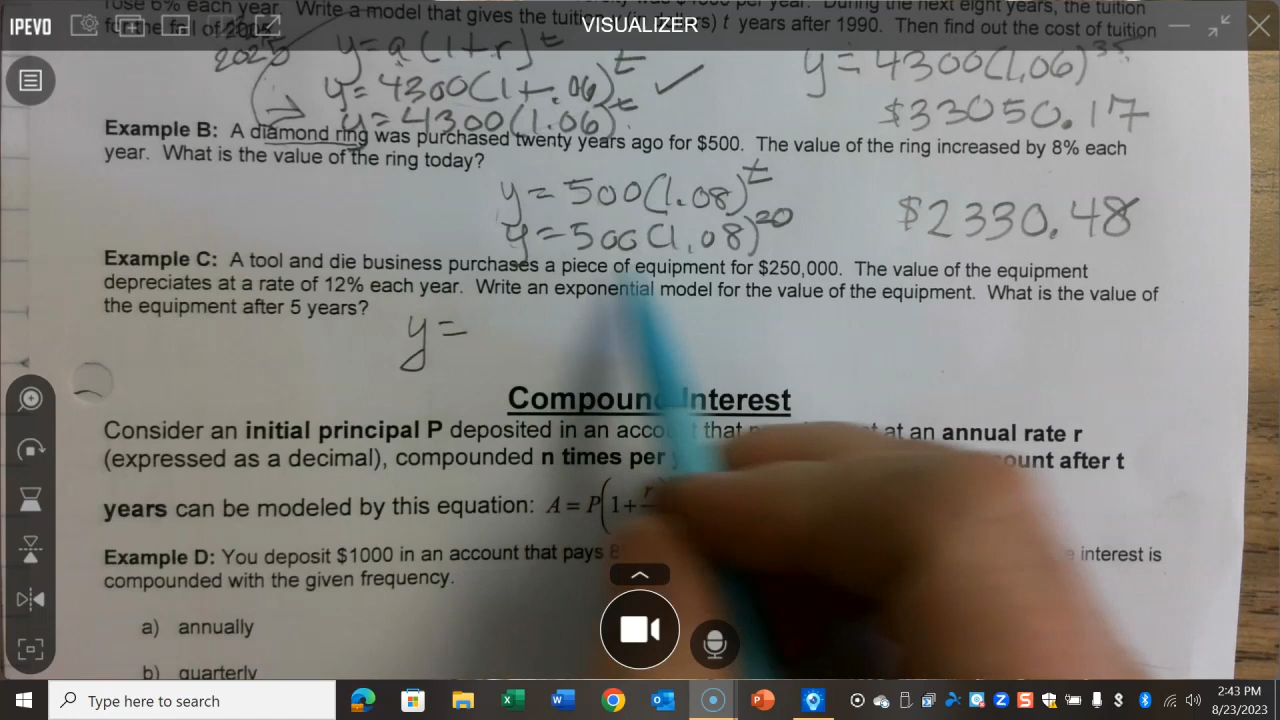 IPEVO
VISUALIZER
rose 6% each year. Write a model that gives the tuition t years after 1990. Then find out the cost of tuition
for the fall of
2025
y=a(1+r)t
y=4300(1+.06)t ✓
y=4300(1.06)t
y=4300(1.06)35
$33050.17
Example B: A diamond ring was purchased twenty years ago for $500. The value of the ring increased by 8% each
year. What is the value of the ring today?
y=500(1.08)t
y=500(1.08)20
$2330.48
Example C: A tool and die business purchases a piece of equipment for $250,000. The value of the equipment
depreciates at a rate of 12% each year. Write an exponential model for the value of the equipment. What is the value of
the equipment after 5 years?
y=
Compound Interest
Consider an initial principal P deposited in an account that at an annual rate r
(expressed as a decimal), compounded n times per after t
years can be modeled by this equation: A=P(1+
Example D: You deposit $1000 in an account that pays interest is
compounded with the given frequency.
a) annually
b) quarterly
Type here to search
2:43 PM
8/23/2023